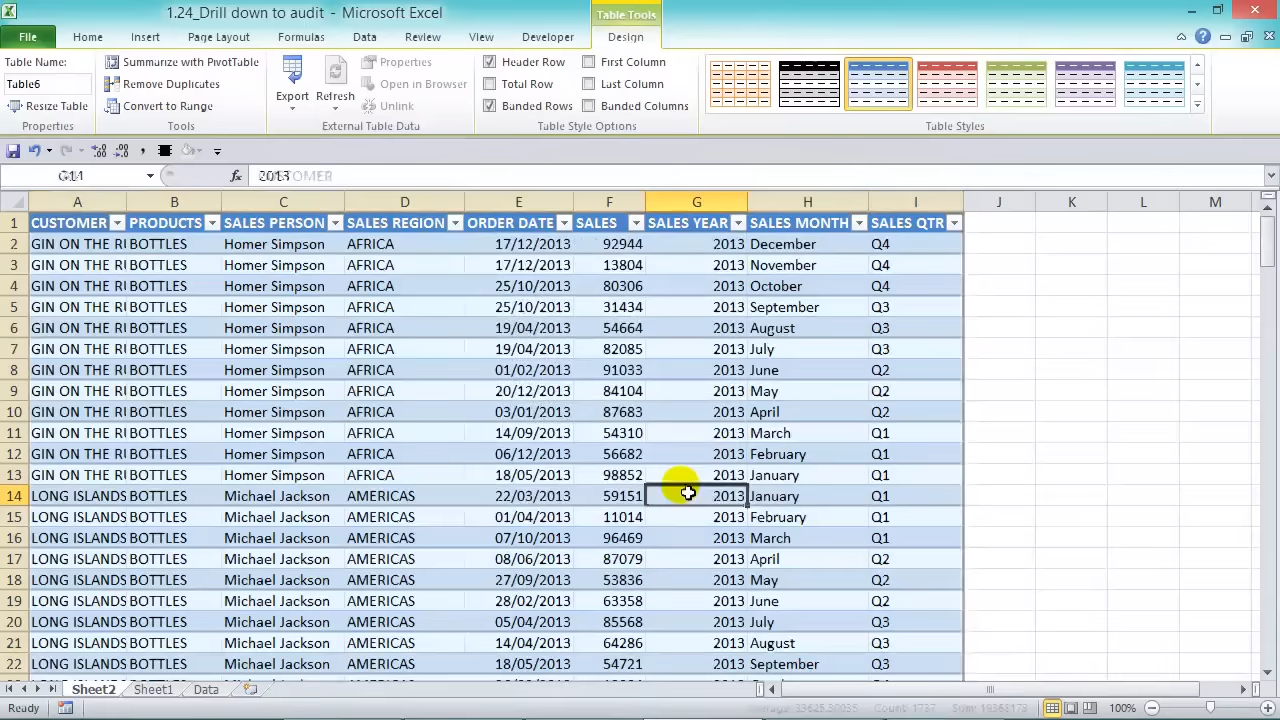 1.24_Drill down to audit - Microsoft Excel
Table Tools
File Home Insert Page Layout Formulas Data Review View Developer Design
Table Name: Summarize with PivotTable Properties Header Row First Column
Table6 Remove Duplicates Export Refresh Open in Browser Total Row Last Column
Resize Table Convert to Range Unlink Banded Rows Banded Columns
Properties Tools External Table Data Table Style Options Table Styles
G14 fx 2013 CUSTOMER
A B C D E F G H I J K L M
1 CUSTOMER PRODUCTS SALES PERSON SALES REGION ORDER DATE SALES SALES YEAR SALES MONTH SALES QTR
2 GIN ON THE RI BOTTLES Homer Simpson AFRICA 17/12/2013 92944 2013 December Q4
3 GIN ON THE RI BOTTLES Homer Simpson AFRICA 17/12/2013 13804 2013 November Q4
4 GIN ON THE RI BOTTLES Homer Simpson AFRICA 25/10/2013 80306 2013 October Q4
5 GIN ON THE RI BOTTLES Homer Simpson AFRICA 25/10/2013 31434 2013 September Q3
6 GIN ON THE RI BOTTLES Homer Simpson AFRICA 19/04/2013 54664 2013 August Q3
7 GIN ON THE RI BOTTLES Homer Simpson AFRICA 19/04/2013 82085 2013 July Q3
8 GIN ON THE RI BOTTLES Homer Simpson AFRICA 01/02/2013 91033 2013 June Q2
9 GIN ON THE RI BOTTLES Homer Simpson AFRICA 20/12/2013 84104 2013 May Q2
10 GIN ON THE RI BOTTLES Homer Simpson AFRICA 03/01/2013 87683 2013 April Q2
11 GIN ON THE RI BOTTLES Homer Simpson AFRICA 14/09/2013 54310 2013 March Q1
12 GIN ON THE RI BOTTLES Homer Simpson AFRICA 06/12/2013 56682 2013 February Q1
13 GIN ON THE RI BOTTLES Homer Simpson AFRICA 18/05/2013 98852 2013 January Q1
14 LONG ISLANDS BOTTLES Michael Jackson AMERICAS 22/03/2013 59151 2013 January Q1
15 LONG ISLANDS BOTTLES Michael Jackson AMERICAS 01/04/2013 11014 2013 February Q1
16 LONG ISLANDS BOTTLES Michael Jackson AMERICAS 07/10/2013 96469 2013 March Q1
17 LONG ISLANDS BOTTLES Michael Jackson AMERICAS 08/06/2013 87079 2013 April Q2
18 LONG ISLANDS BOTTLES Michael Jackson AMERICAS 27/09/2013 53836 2013 May Q2
19 LONG ISLANDS BOTTLES Michael Jackson AMERICAS 28/02/2013 63358 2013 June Q2
20 LONG ISLANDS BOTTLES Michael Jackson AMERICAS 05/04/2013 85568 2013 July Q3
21 LONG ISLANDS BOTTLES Michael Jackson AMERICAS 14/04/2013 64286 2013 August Q3
22 LONG ISLANDS BOTTLES Michael Jackson AMERICAS 18/05/2013 54721 2013 September Q3
Sheet2 Sheet1 Data
Ready Count: 1737 100%